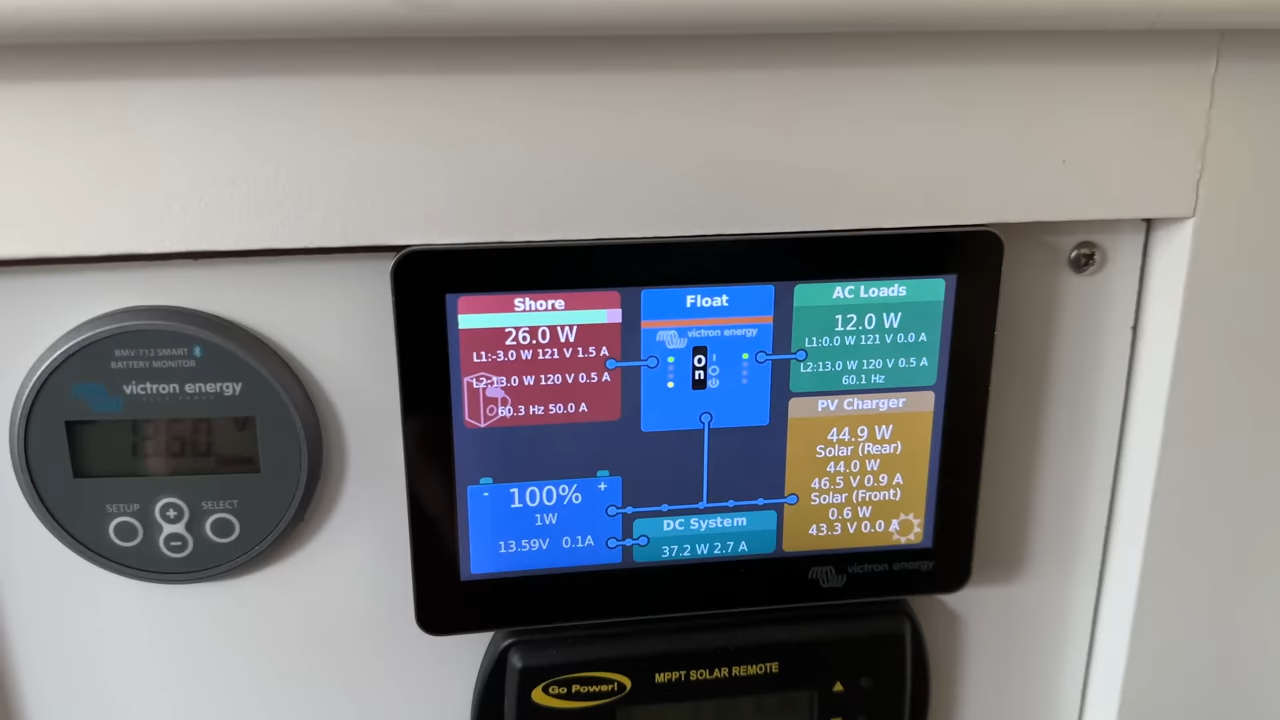 BMV-712 SMART
BATTERY MONITOR
victron energy
BLUE POWER
13.60 V
SETUP
SELECT
+
-
Shore
26.0 W
L1:-3.0 W 121 V 1.5 A
L2:13.0 W 120 V 0.5 A
60.3 Hz 50.0 A
Float
victron energy
On
AC Loads
12.0 W
L1:0.0 W 121 V 0.0 A
L2:13.0 W 120 V 0.5 A
60.1 Hz
PV Charger
44.9 W
Solar (Rear)
44.0 W
46.5 V 0.9 A
Solar (Front)
0.6 W
43.3 V 0.0 A
- +
100%
1W
13.59V 0.1A
DC System
37.2 W 2.7 A
victron energy
Go Power!
MPPT SOLAR REMOTE